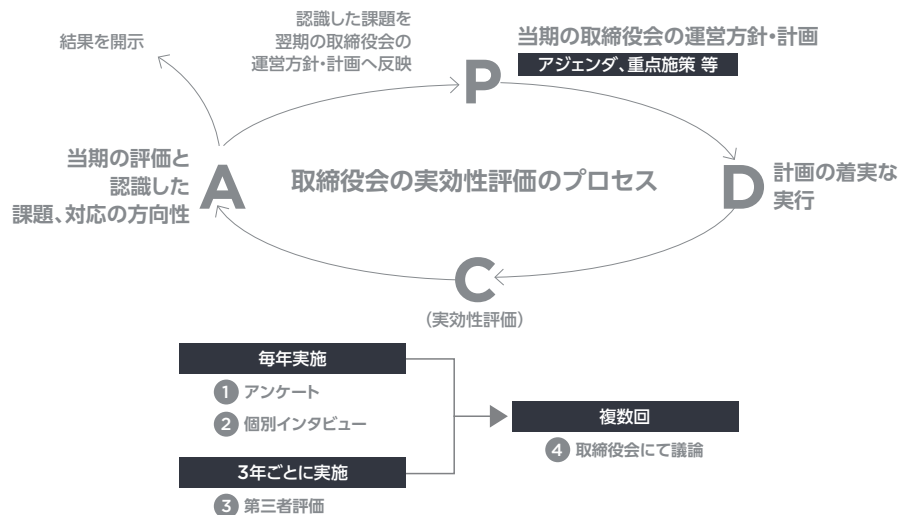 認識した課題を
翌期の取締役会の
運営方針・計画へ反映
結果を開示
当期の取締役会の運営方針・計画
アジェンダ、重点施策 等
P
当期の評価と
認識した
課題、対応の方向性
A
取締役会の実効性評価のプロセス
D
計画の着実な
実行
C
（実効性評価）
毎年実施
1 アンケート
2 個別インタビュー
3年ごとに実施
3 第三者評価
複数回
4 取締役会にて議論